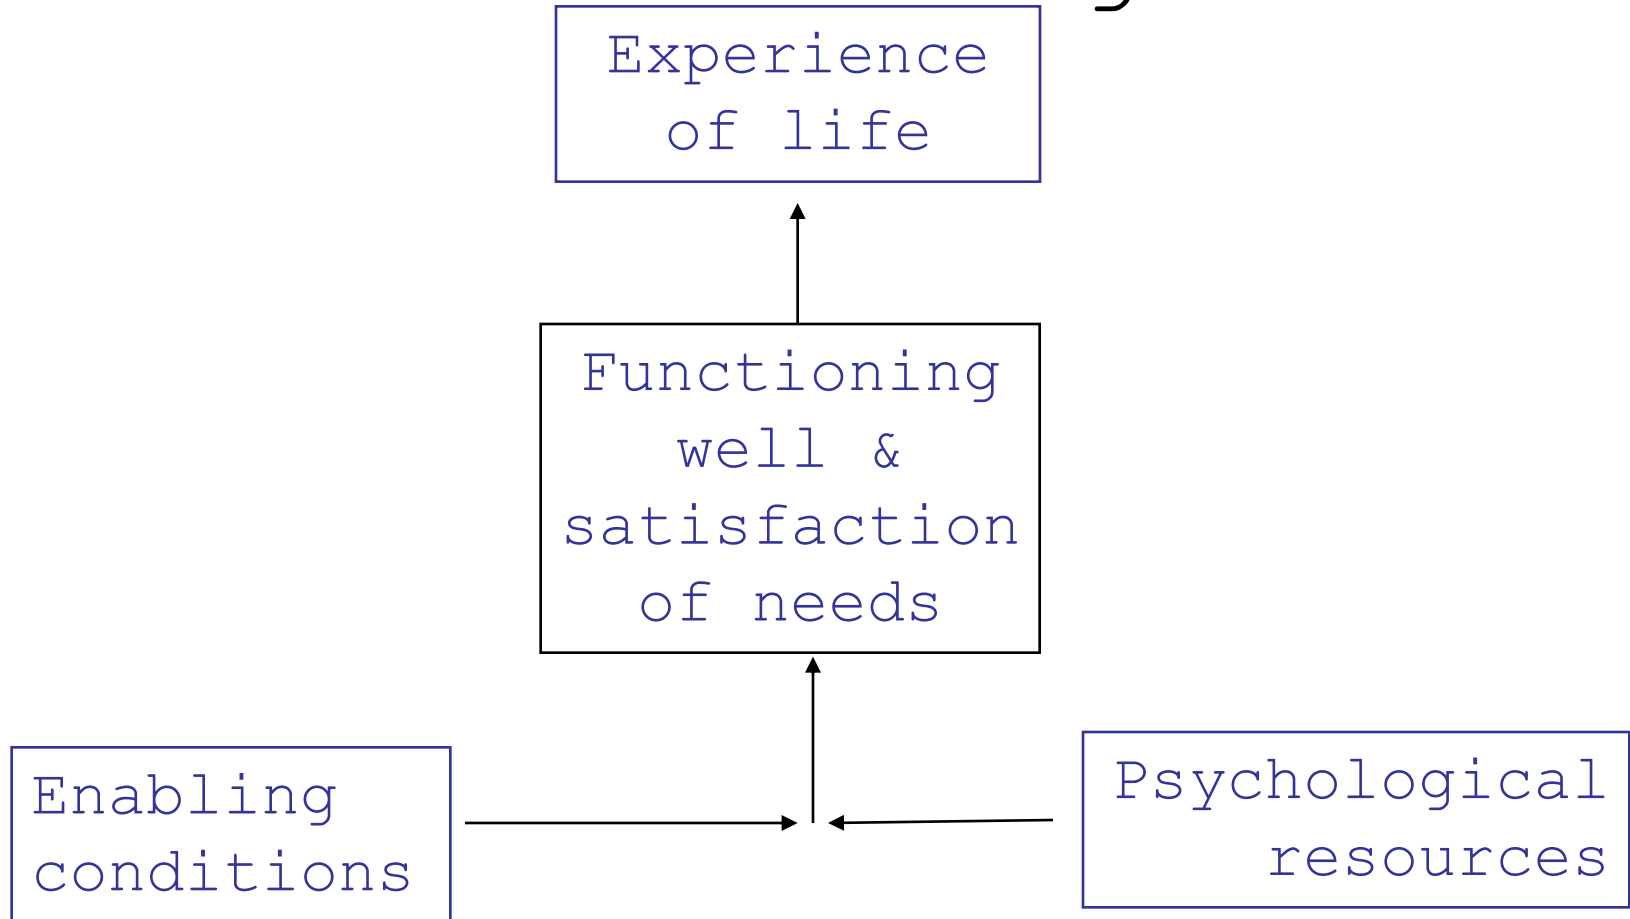 Experience
of life
Functioning
well &
satisfaction
of needs
Enabling
conditions
Psychological
resources